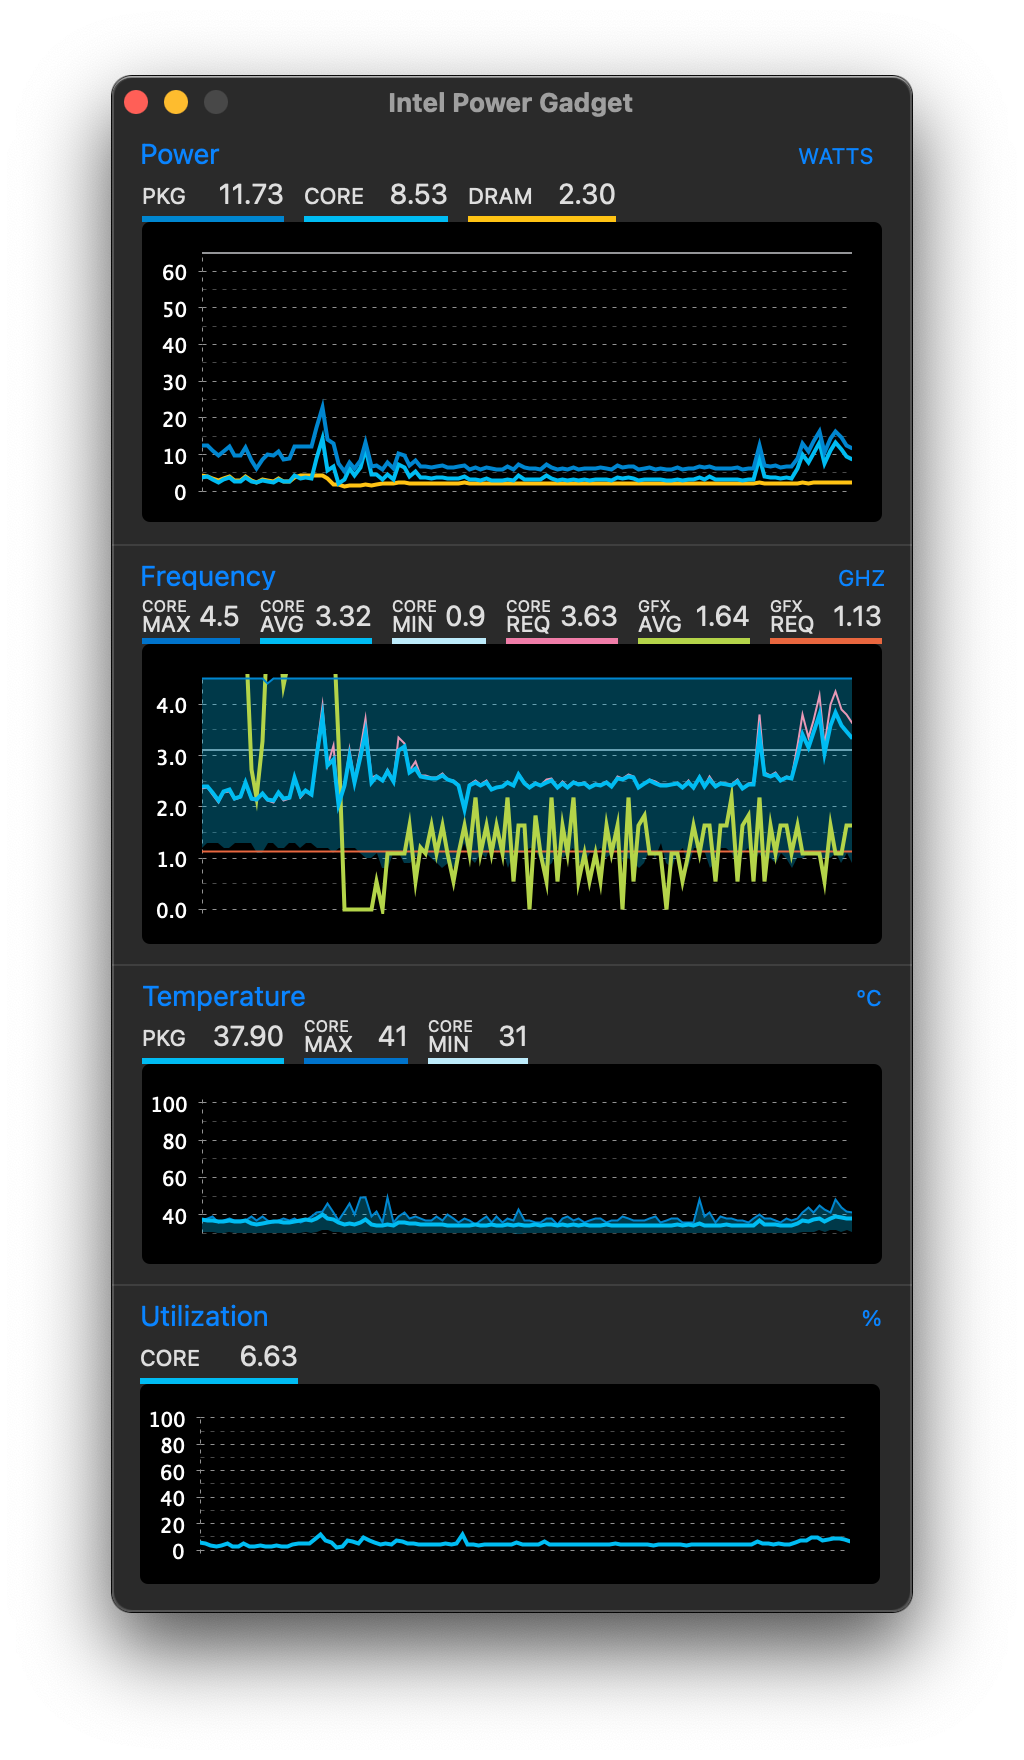 Intel Power Gadget
Power WATTS
PKG 11.73 CORE 8.53 DRAM 2.30
60
50
40
30
20
10
0
Frequency GHZ
CORE MAX 4.5 CORE AVG 3.32 CORE MIN 0.9 CORE REQ 3.63 GFX AVG 1.64 GFX REQ 1.13
4.0
3.0
2.0
1.0
0.0
Temperature ºC
PKG 37.90 CORE MAX 41 CORE MIN 31
100
80
60
40
Utilization %
CORE 6.63
100
80
60
40
20
0